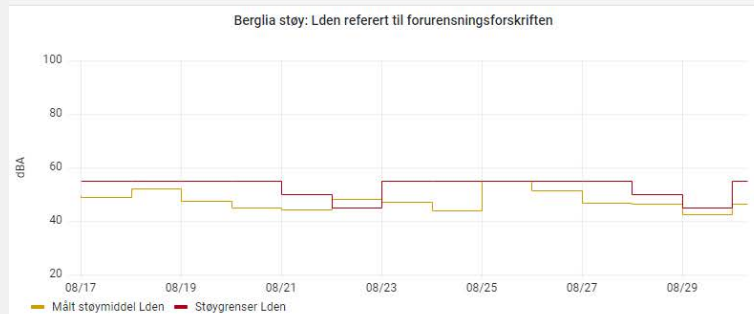 Berglia støy: Lden referert til forurensningsforskriften
100
80
60
40
20
dBA
08/17 08/19 08/21 08/23 08/25 08/27 08/29
Målt støymiddel Lden Støygrenser Lden